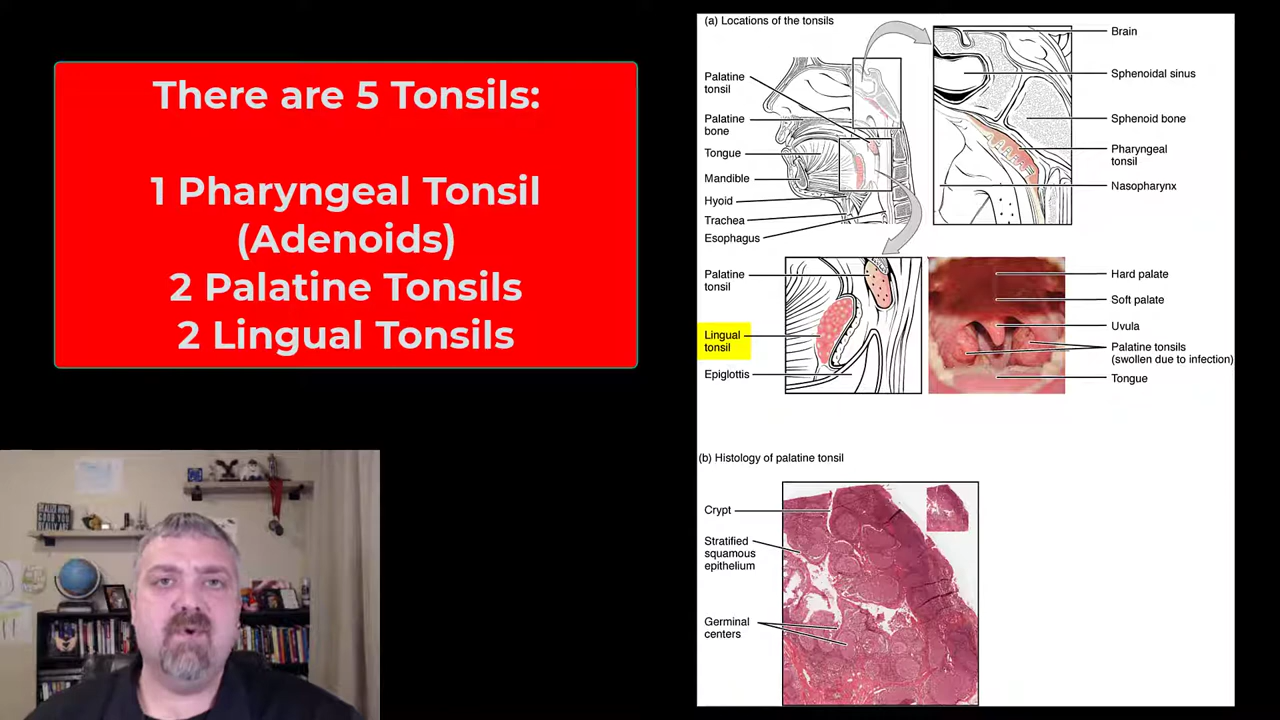 There are 5 Tonsils:
1 Pharyngeal Tonsil
(Adenoids)
2 Palatine Tonsils
2 Lingual Tonsils
(a) Locations of the tonsils
Palatine
tonsil
Palatine
bone
Tongue
Mandible
Hyoid
Trachea
Esophagus
Brain
Sphenoidal sinus
Sphenoid bone
Pharyngeal
tonsil
Nasopharynx
Palatine
tonsil
Lingual
tonsil
Epiglottis
Hard palate
Soft palate
Uvula
Palatine tonsils
(swollen due to infection)
Tongue
(b) Histology of palatine tonsil
Crypt
Stratified
squamous
epithelium
Germinal
centers